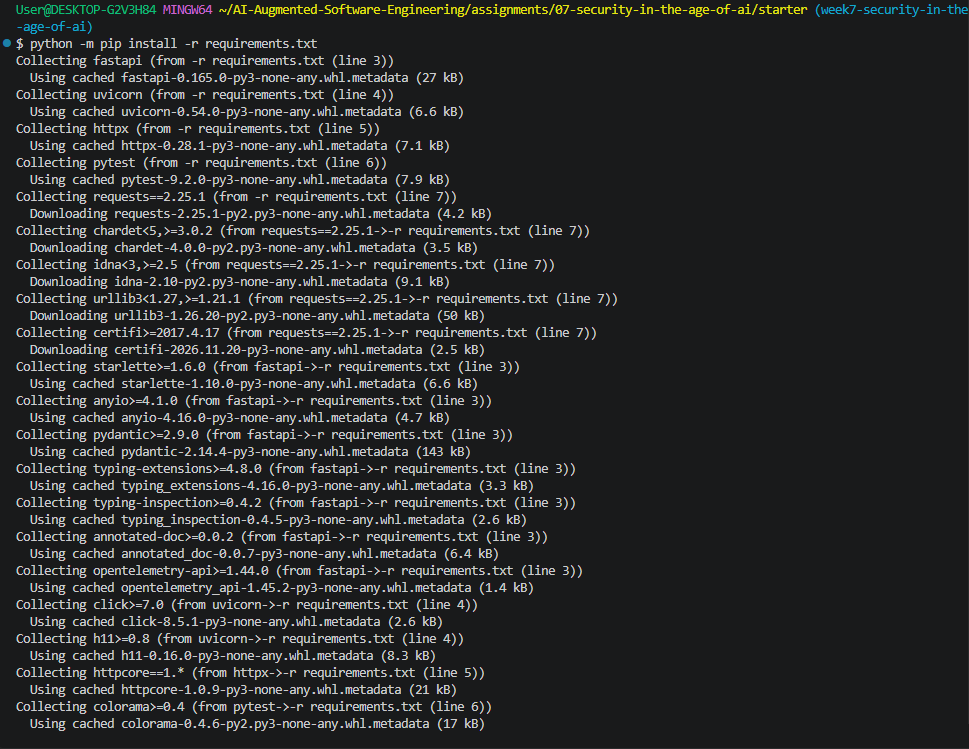 User@DESKTOP-G2V3H84 MINGW64 ~/AI-Augmented-Software-Engineering/assignments/07-security-in-the-age-of-ai/starter (week7-security-in-the
-age-of-ai)
$ python -m pip install -r requirements.txt
Collecting fastapi (from -r requirements.txt (line 3))
  Using cached fastapi-0.165.0-py3-none-any.whl.metadata (27 kB)
Collecting uvicorn (from -r requirements.txt (line 4))
  Using cached uvicorn-0.54.0-py3-none-any.whl.metadata (6.6 kB)
Collecting httpx (from -r requirements.txt (line 5))
  Using cached httpx-0.28.1-py3-none-any.whl.metadata (7.1 kB)
Collecting pytest (from -r requirements.txt (line 6))
  Using cached pytest-9.2.0-py3-none-any.whl.metadata (7.9 kB)
Collecting requests==2.25.1 (from -r requirements.txt (line 7))
  Downloading requests-2.25.1-py2.py3-none-any.whl.metadata (4.2 kB)
Collecting chardet<5,>=3.0.2 (from requests==2.25.1->-r requirements.txt (line 7))
  Downloading chardet-4.0.0-py2.py3-none-any.whl.metadata (3.5 kB)
Collecting idna<3,>=2.5 (from requests==2.25.1->-r requirements.txt (line 7))
  Downloading idna-2.10-py2.py3-none-any.whl.metadata (9.1 kB)
Collecting urllib3<1.27,>=1.21.1 (from requests==2.25.1->-r requirements.txt (line 7))
  Downloading urllib3-1.26.20-py2.py3-none-any.whl.metadata (50 kB)
Collecting certifi>=2017.4.17 (from requests==2.25.1->-r requirements.txt (line 7))
  Downloading certifi-2026.11.20-py3-none-any.whl.metadata (2.5 kB)
Collecting starlette>=1.6.0 (from fastapi->-r requirements.txt (line 3))
  Using cached starlette-1.10.0-py3-none-any.whl.metadata (6.6 kB)
Collecting anyio>=4.1.0 (from fastapi->-r requirements.txt (line 3))
  Using cached anyio-4.16.0-py3-none-any.whl.metadata (4.7 kB)
Collecting pydantic>=2.9.0 (from fastapi->-r requirements.txt (line 3))
  Using cached pydantic-2.14.4-py3-none-any.whl.metadata (143 kB)
Collecting typing-extensions>=4.8.0 (from fastapi->-r requirements.txt (line 3))
  Using cached typing_extensions-4.16.0-py3-none-any.whl.metadata (3.3 kB)
Collecting typing-inspection>=0.4.2 (from fastapi->-r requirements.txt (line 3))
  Using cached typing_inspection-0.4.5-py3-none-any.whl.metadata (2.6 kB)
Collecting annotated-doc>=0.0.2 (from fastapi->-r requirements.txt (line 3))
  Using cached annotated_doc-0.0.7-py3-none-any.whl.metadata (6.4 kB)
Collecting opentelemetry-api>=1.44.0 (from fastapi->-r requirements.txt (line 3))
  Using cached opentelemetry_api-1.45.2-py3-none-any.whl.metadata (1.4 kB)
Collecting click>=7.0 (from uvicorn->-r requirements.txt (line 4))
  Using cached click-8.5.1-py3-none-any.whl.metadata (2.6 kB)
Collecting h11>=0.8 (from uvicorn->-r requirements.txt (line 4))
  Using cached h11-0.16.0-py3-none-any.whl.metadata (8.3 kB)
Collecting httpcore==1.* (from httpx->-r requirements.txt (line 5))
  Using cached httpcore-1.0.9-py3-none-any.whl.metadata (21 kB)
Collecting colorama>=0.4 (from pytest->-r requirements.txt (line 6))
  Using cached colorama-0.4.6-py2.py3-none-any.whl.metadata (17 kB)